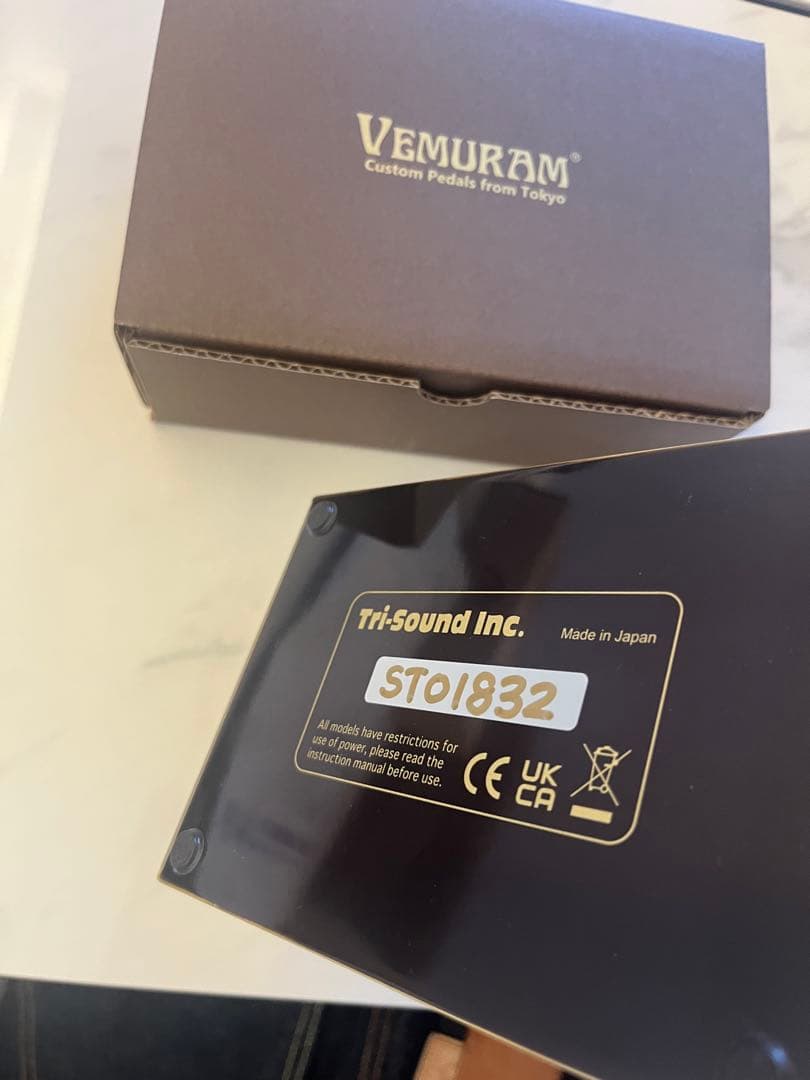 VEMURAM®
Custom Pedals from Tokyo
Tri-Sound Inc.
Made in Japan
STO1832
All models have restrictions for
use of power, please read the
instruction manual before use.
CE
UK
CA